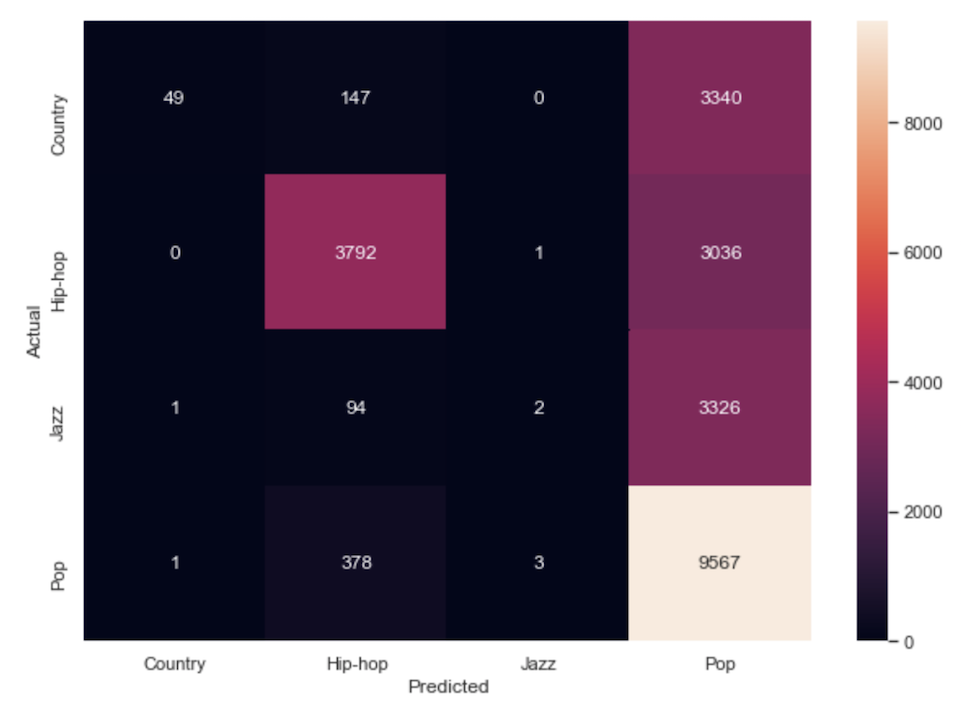 Actual
Country
49 147 0 3340
Hip-hop
0 3792 1 3036
Jazz
1 94 2 3326
Pop
1 378 3 9567
Country Hip-hop Jazz Pop
Predicted
8000
6000
4000
2000
0